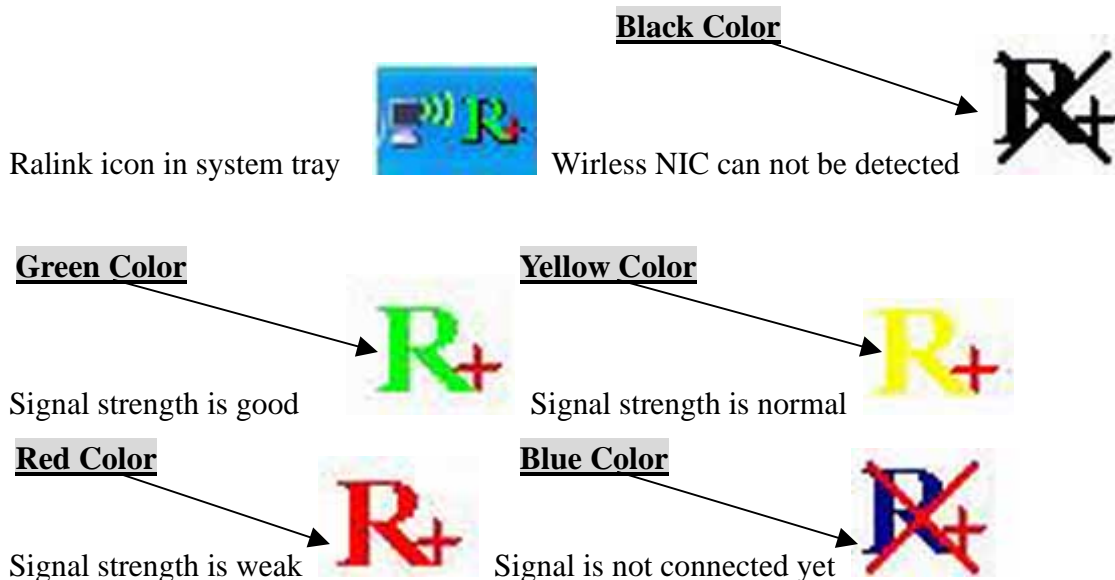 Black Color
Ralink icon in system tray
R+
Wirless NIC can not be detected
R+
Green Color
Yellow Color
Signal strength is good
R+
Signal strength is normal
R+
Red Color
Blue Color
Signal strength is weak
R+
Signal is not connected yet
R+